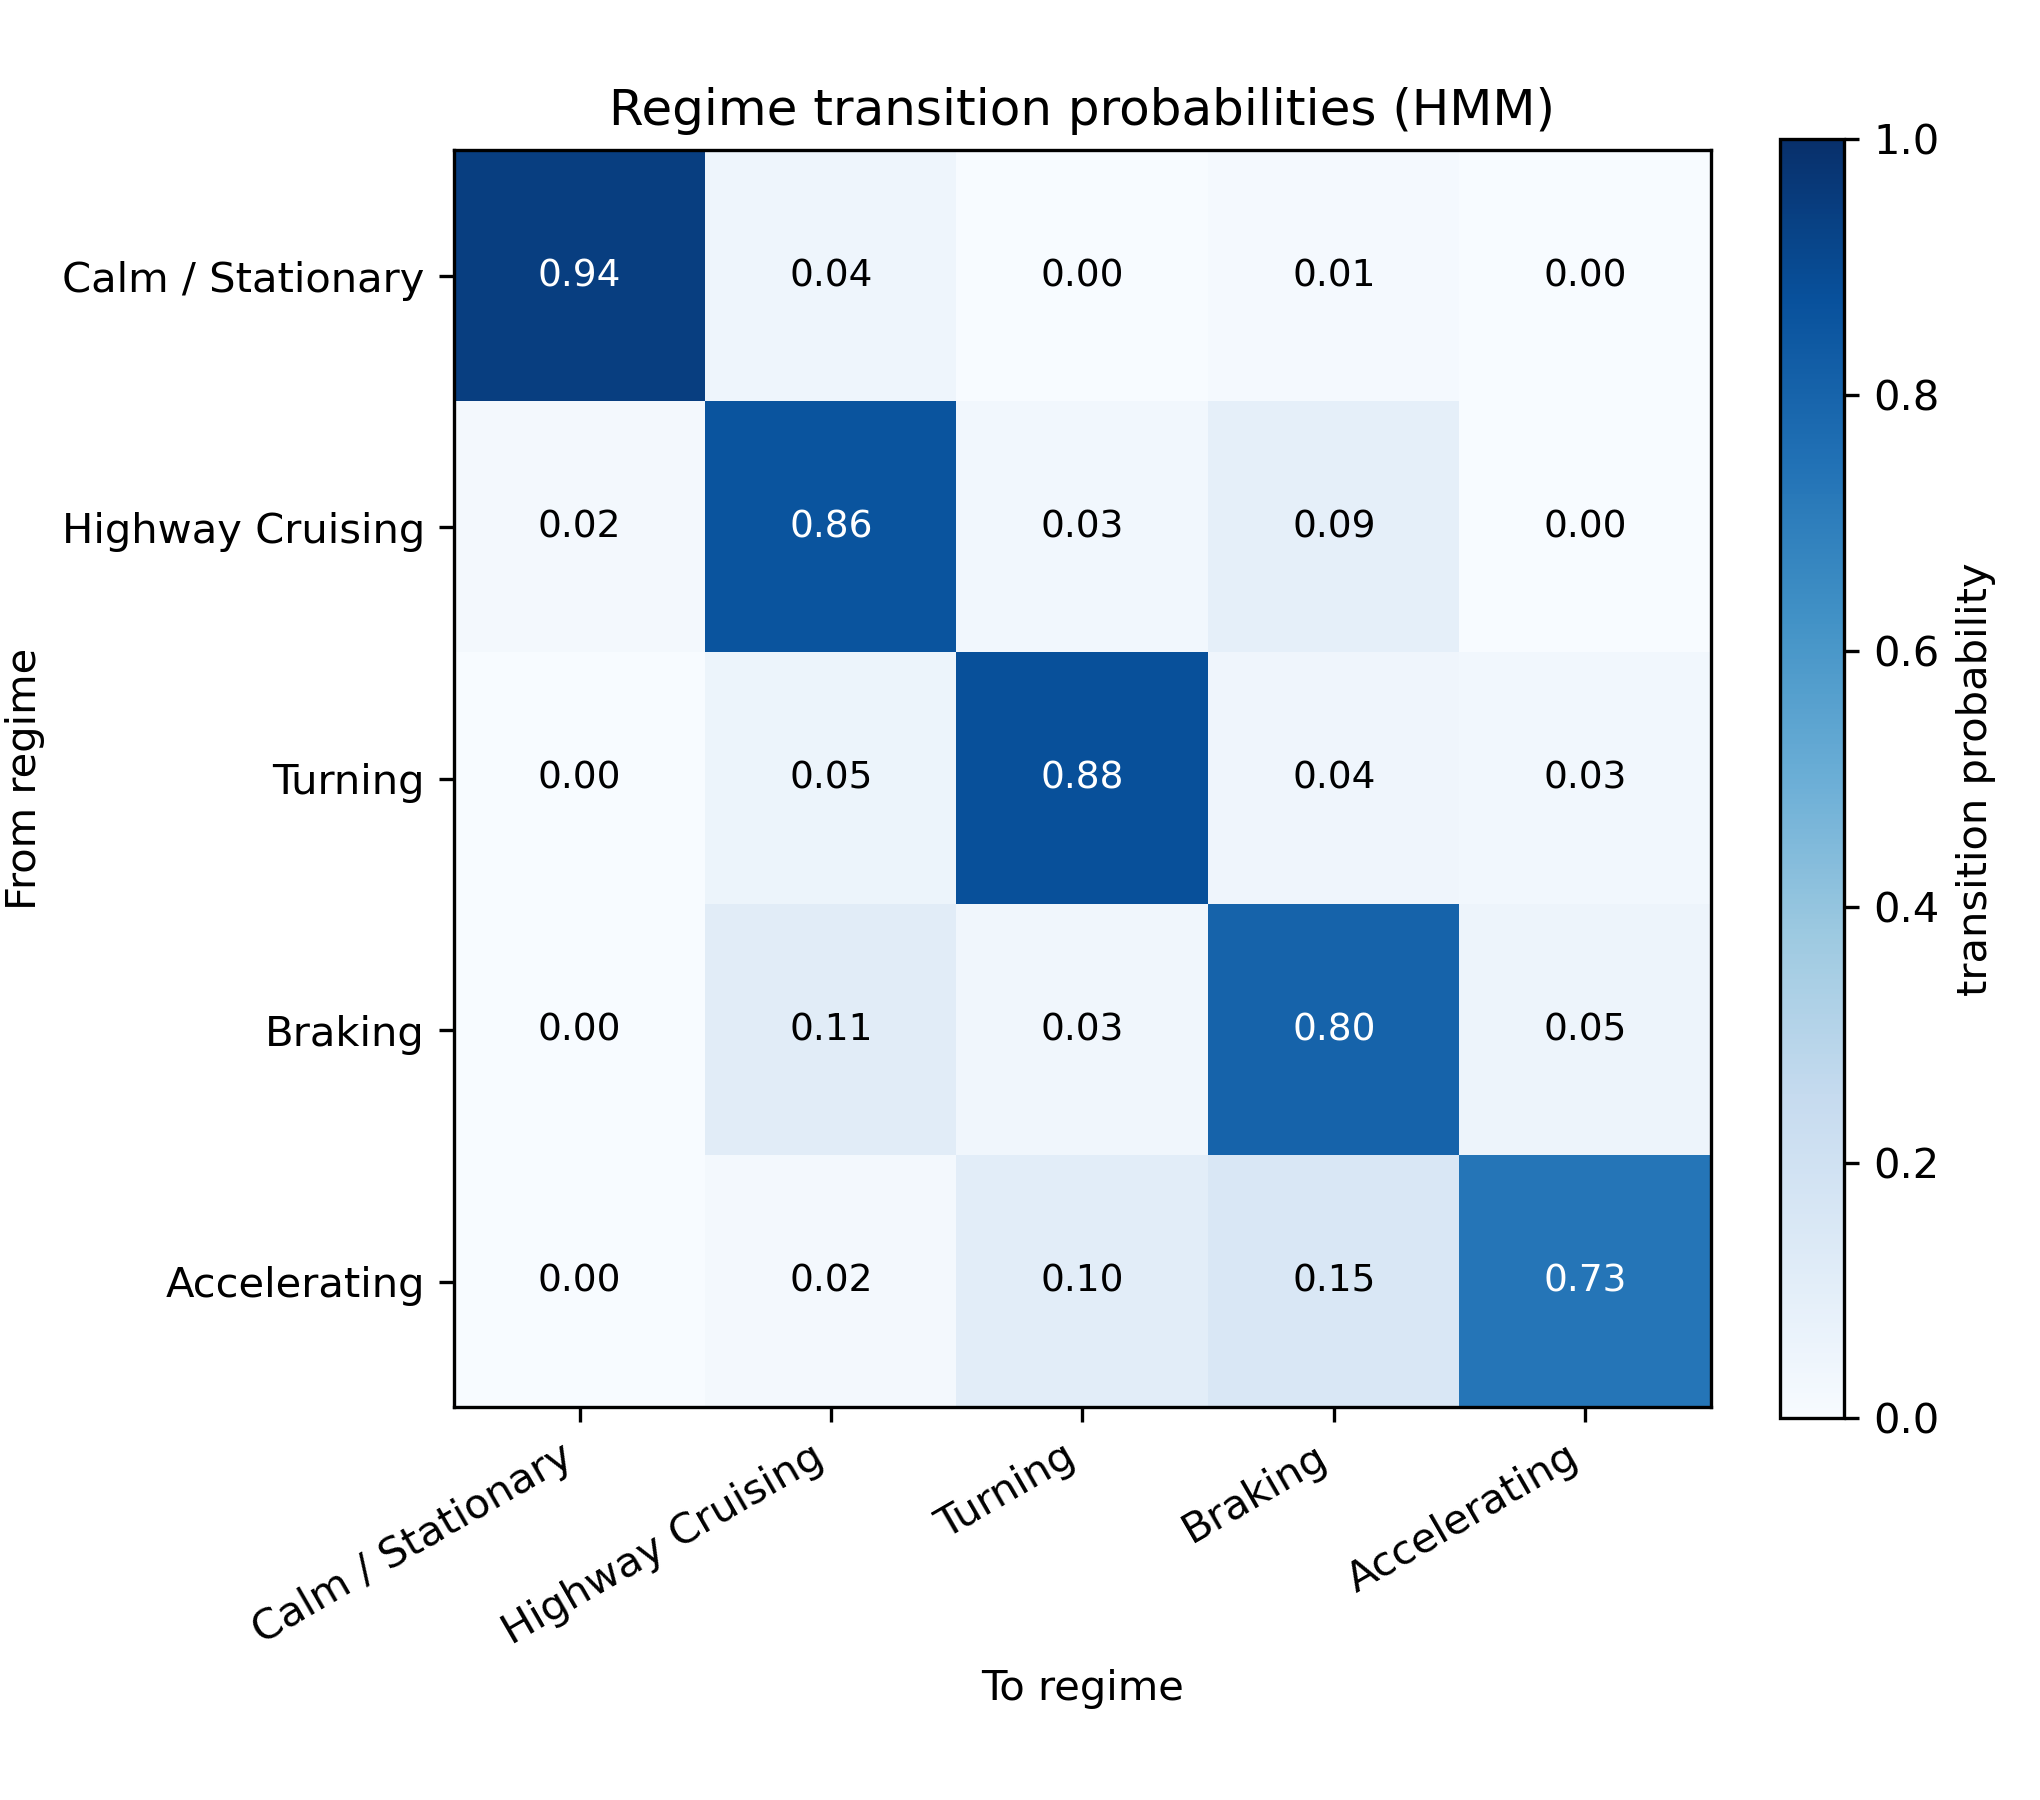 Regime transition probabilities (HMM)
Calm / Stationary
0.94 0.04 0.00 0.01 0.00
Highway Cruising
0.02 0.86 0.03 0.09 0.00
Turning
0.00 0.05 0.88 0.04 0.03
Braking
0.00 0.11 0.03 0.80 0.05
Accelerating
0.00 0.02 0.10 0.15 0.73
From regime
Calm / Stationary
Highway Cruising
Turning
Braking
Accelerating
To regime
1.0
0.8
0.6
0.4
0.2
0.0
transition probability